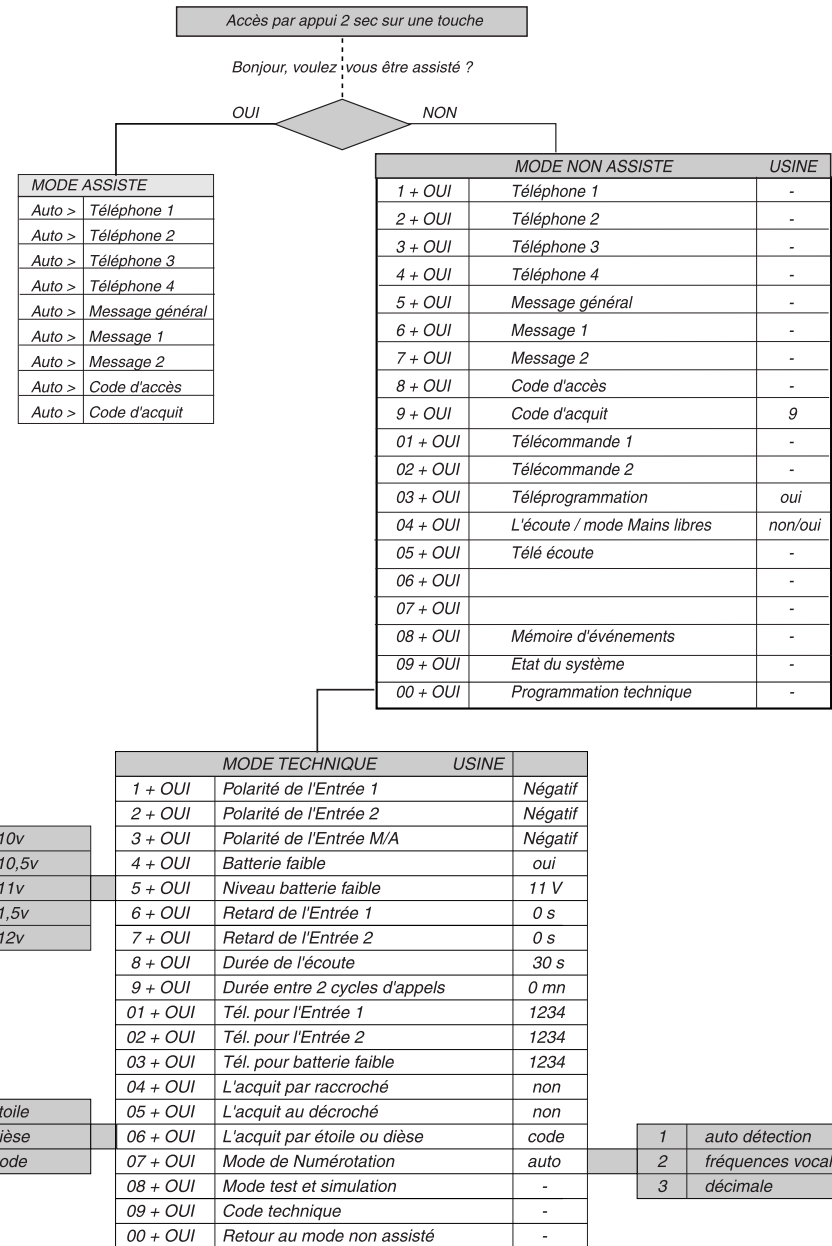 Accès par appui 2 sec sur une touche
Bonjour, voulez vous être assisté ?
OUI
NON
MODE ASSISTE
Auto > Téléphone 1
Auto > Téléphone 2
Auto > Téléphone 3
Auto > Téléphone 4
Auto > Message général
Auto > Message 1
Auto > Message 2
Auto > Code d'accès
Auto > Code d'acquit
MODE NON ASSISTE USINE
1 + OUI Téléphone 1 -
2 + OUI Téléphone 2 -
3 + OUI Téléphone 3 -
4 + OUI Téléphone 4 -
5 + OUI Message général -
6 + OUI Message 1 -
7 + OUI Message 2 -
8 + OUI Code d'accès -
9 + OUI Code d'acquit 9
01 + OUI Télécommande 1 -
02 + OUI Télécommande 2 -
03 + OUI Téléprogrammation oui
04 + OUI L'écoute / mode Mains libres non/oui
05 + OUI Télé écoute -
06 + OUI -
07 + OUI -
08 + OUI Mémoire d'événements -
09 + OUI Etat du système -
00 + OUI Programmation technique -
MODE TECHNIQUE USINE
1 + OUI Polarité de l'Entrée 1 Négatif
2 + OUI Polarité de l'Entrée 2 Négatif
3 + OUI Polarité de l'Entrée M/A Négatif
4 + OUI Batterie faible oui
5 + OUI Niveau batterie faible 11 V
6 + OUI Retard de l'Entrée 1 0 s
7 + OUI Retard de l'Entrée 2 0 s
8 + OUI Durée de l'écoute 30 s
9 + OUI Durée entre 2 cycles d'appels 0 mn
01 + OUI Tél. pour l'Entrée 1 1234
02 + OUI Tél. pour l'Entrée 2 1234
03 + OUI Tél. pour batterie faible 1234
04 + OUI L'acquit par raccroché non
05 + OUI L'acquit au décroché non
06 + OUI L'acquit par étoile ou dièse code
07 + OUI Mode de Numérotation auto
08 + OUI Mode test et simulation -
09 + OUI Code technique -
00 + OUI Retour au mode non assisté -
10v
10,5v
11v
1,5v
12v
toile
ièse
ode
1 auto détection
2 fréquences vocal
3 décimale